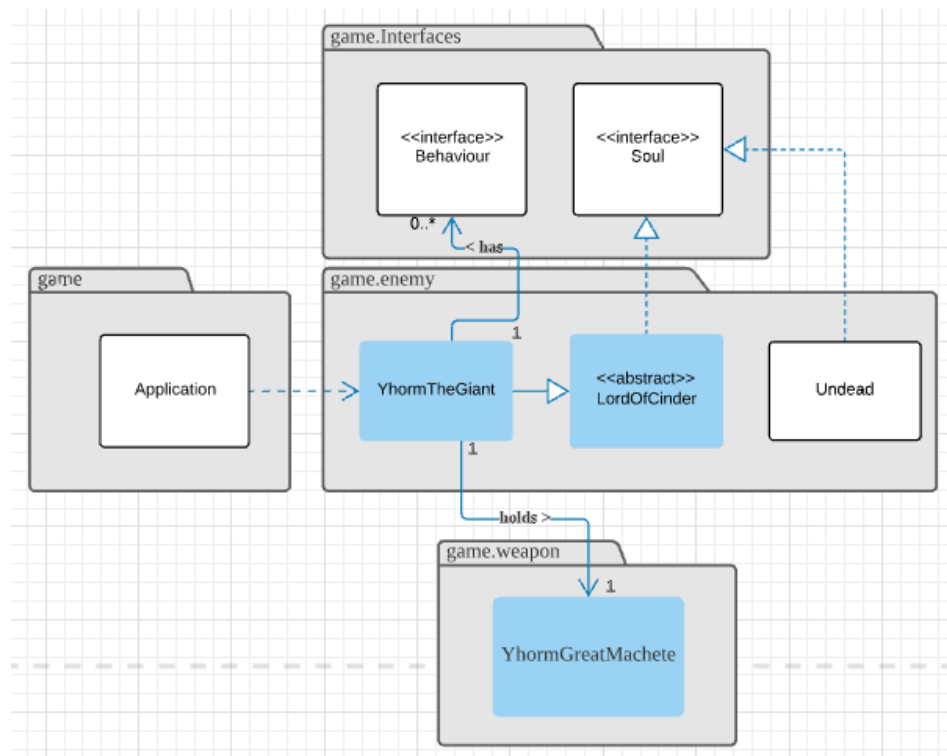 game.Interfaces
<<interface>>
Behaviour
<<interface>>
Soul
0..*
< has
game
game.enemy
1
Application
YhormTheGiant
<<abstract>>
LordOfCinder
Undead
1
holds >
game.weapon
1
YhormGreatMachete